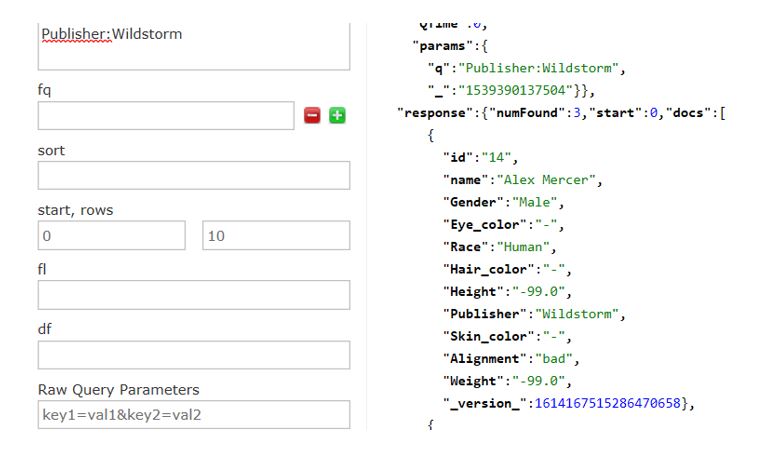 Publisher:Wildstorm
fq
sort
start, rows
0
10
fl
df
Raw Query Parameters
key1=val1&key2=val2
"QTime":0,
"params":{
"q":"Publisher:Wildstorm",
"_":"1539390137504"}},
"response":{"numFound":3,"start":0,"docs":[
{
"id":"14",
"name":"Alex Mercer",
"Gender":"Male",
"Eye_color":"-",
"Race":"Human",
"Hair_color":"-",
"Height":"-99.0",
"Publisher":"Wildstorm",
"Skin_color":"-",
"Alignment":"bad",
"Weight":"-99.0",
"_version_":1614167515286470658},
{